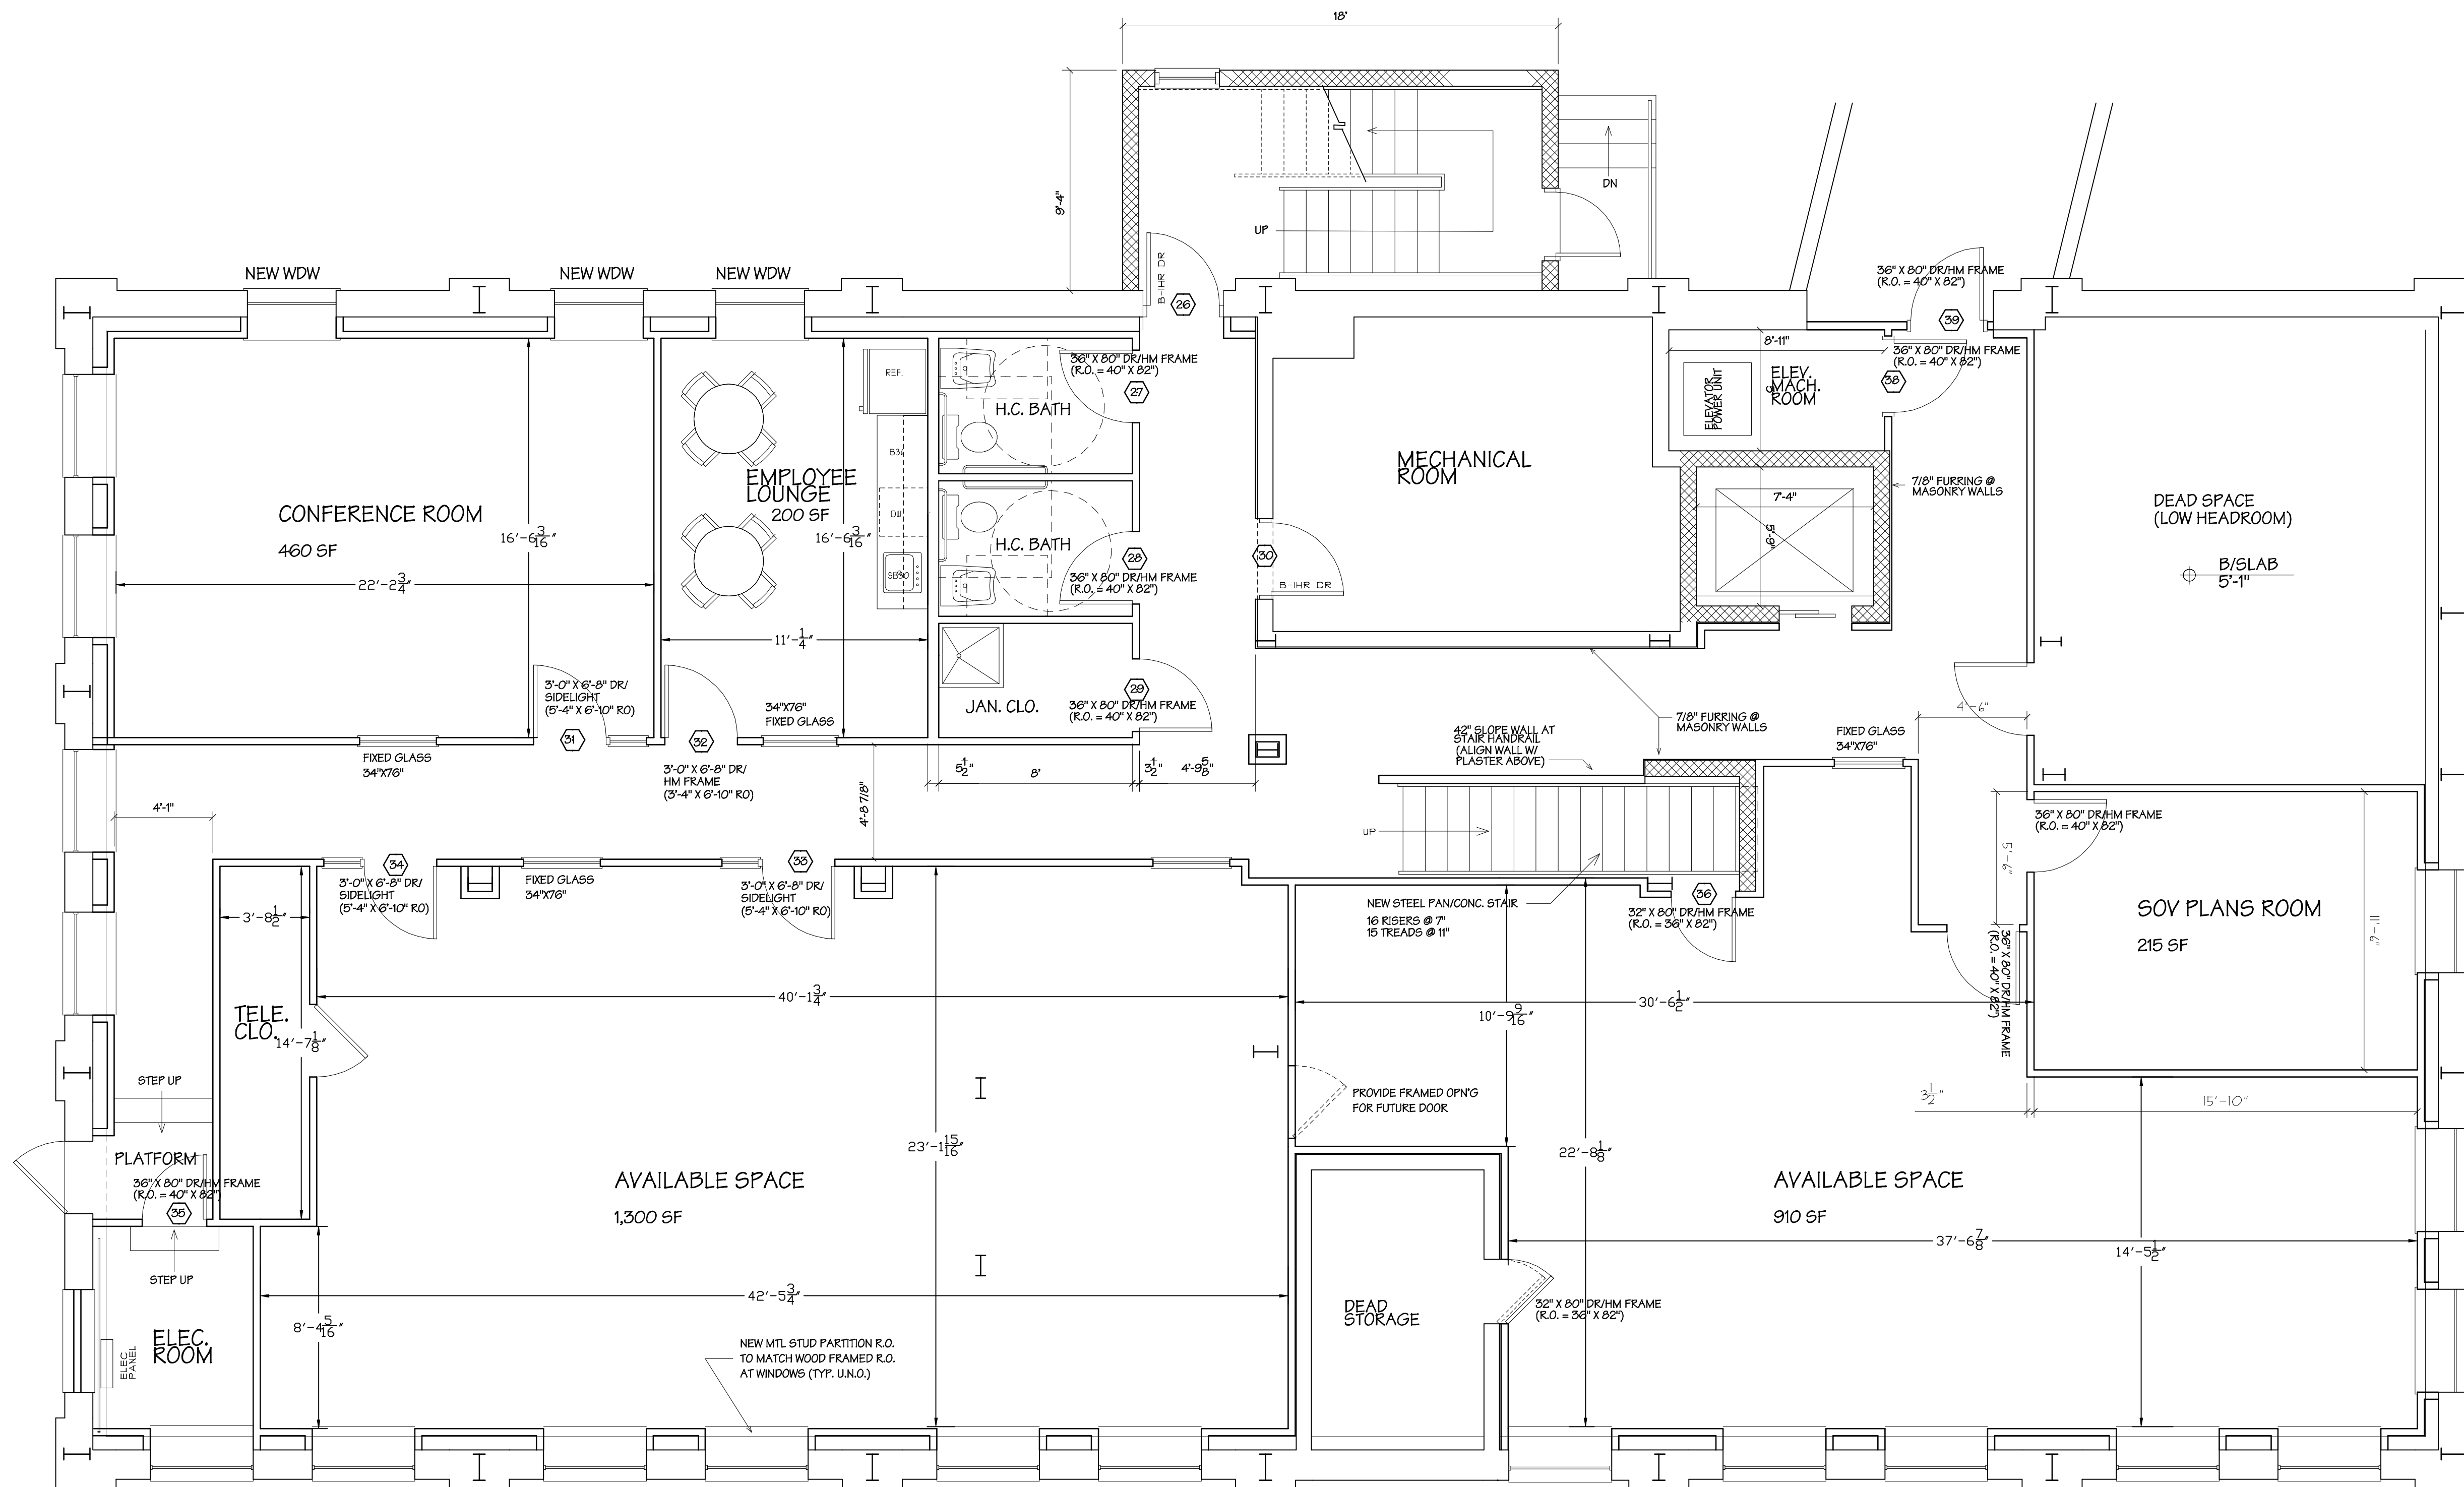 18'
9'-4"
DN
UP
B-1HR DR
26
NEW WDW
NEW WDW
NEW WDW
36" X 80" DR/HM FRAME
(R.O. = 40" X 82")
39
36" X 80" DR/HM FRAME
(R.O. = 40" X 82")
38
8'-11"
ELEV.
MACH.
ROOM
ELEVATOR
POWER UNIT
36" X 80" DR/HM FRAME
(R.O. = 40" X 82")
27
H.C. BATH
REF.
EMPLOYEE
LOUNGE
200 SF
16'-6 3/16"
DW
SB30
11'-1/4"
CONFERENCE ROOM
460 SF
16'-6 3/16"
22'-2 3/4"
H.C. BATH
28
36" X 80" DR/HM FRAME
(R.O. = 40" X 82")
30
B-1HR DR
MECHANICAL
ROOM
7'-4"
5'-9"
7/8" FURRING @
MASONRY WALLS
DEAD SPACE
(LOW HEADROOM)
B/SLAB
5'-1"
3'-0" X 6'-8" DR/
SIDELIGHT
(5'-4" X 6'-10" RO)
31
32
34"X76"
FIXED GLASS
JAN. CLO.
29
36" X 80" DR/HM FRAME
(R.O. = 40" X 82")
FIXED GLASS
34"X76"
3'-0" X 6'-8" DR/
HM FRAME
(3'-4" X 6'-10" RO)
5 1/2"
8'
3 1/2"
4'-9 5/8"
4'-8 7/8"
42" SLOPE WALL AT
STAIR HANDRAIL
(ALIGN WALL W/
PLASTER ABOVE)
7/8" FURRING @
MASONRY WALLS
FIXED GLASS
34"X76"
4'-6"
4'-1"
UP
36" X 80" DR/HM FRAME
(R.O. = 40" X 82")
5'-6"
34
3'-0" X 6'-8" DR/
SIDELIGHT
(5'-4" X 6'-10" RO)
FIXED GLASS
34"X76"
33
3'-0" X 6'-8" DR/
SIDELIGHT
(5'-4" X 6'-10" RO)
3'-8 1/2"
NEW STEEL PAN/CONC. STAIR
16 RISERS @ 7"
15 TREADS @ 11"
36
32" X 80" DR/HM FRAME
(R.O. = 36" X 82")
SOV PLANS ROOM
215 SF
11'-6"
36" X 80" DR/HM FRAME
(R.O. = 40" X 82")
40'-1 3/4"
30'-6 1/2"
10'-9 9/16"
TELE.
CLO.
14'-7 1/8"
STEP UP
PLATFORM
36" X 80" DR/HM FRAME
(R.O. = 40" X 82")
35
STEP UP
PROVIDE FRAMED OPN'G
FOR FUTURE DOOR
3 1/2"
15'-10"
23'-1 15/16"
22'-8 1/8"
AVAILABLE SPACE
1,300 SF
AVAILABLE SPACE
910 SF
37'-6 7/8"
14'-5 1/2"
42'-5 3/4"
8'-4 5/16"
DEAD
STORAGE
32" X 80" DR/HM FRAME
(R.O. = 36" X 82")
ELEC.
ROOM
ELEC
PANEL
NEW MTL STUD PARTITION R.O.
TO MATCH WOOD FRAMED R.O.
AT WINDOWS (TYP. U.N.O.)